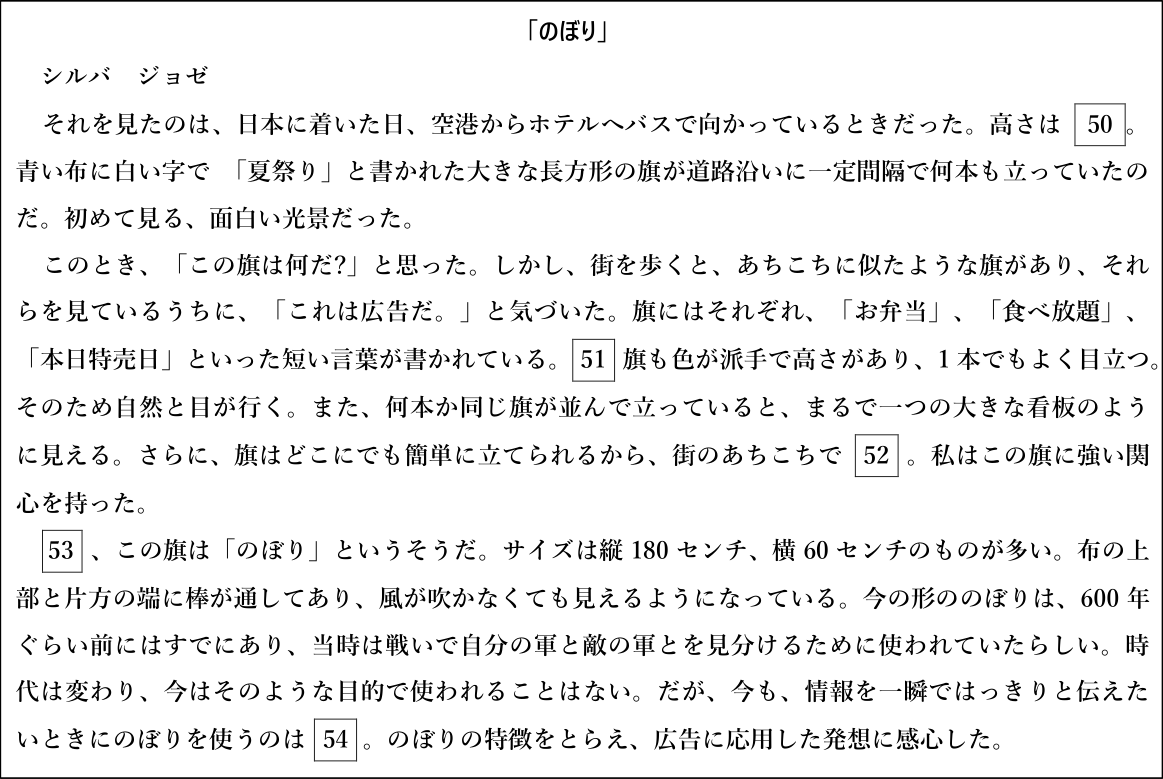 「のぼり」
シルバ　ジョゼ
それを見たのは、日本に着いた日、空港からホテルへバスで向かっているときだった。高さは 50 。
青い布に白い字で 「夏祭り」と書かれた大きな長方形の旗が道路沿いに一定間隔で何本も立っていたの
だ。初めて見る、面白い光景だった。
このとき、「この旗は何だ?」と思った。しかし、街を歩くと、あちこちに似たような旗があり、それ
らを見ているうちに、「これは広告だ。」と気づいた。旗にはそれぞれ、「お弁当」、「食べ放題」、
「本日特売日」といった短い言葉が書かれている。 51 旗も色が派手で高さがあり、1 本でもよく目立つ。
そのため自然と目が行く。また、何本か同じ旗が並んで立っていると、まるで一つの大きな看板のよう
に見える。さらに、旗はどこにでも簡単に立てられるから、街のあちこちで 52 。私はこの旗に強い関
心を持った。
53 、この旗は「のぼり」というそうだ。サイズは縦 180 センチ、横 60 センチのものが多い。布の上
部と片方の端に棒が通してあり、風が吹かなくても見えるようになっている。今の形ののぼりは、600 年
ぐらい前にはすでにあり、当時は戦いで自分の軍と敵の軍とを見分けるために使われていたらしい。時
代は変わり、今はそのような目的で使われることはない。だが、今も、情報を一瞬ではっきりと伝えた
いときにのぼりを使うのは 54 。のぼりの特徴をとらえ、広告に応用した発想に感心した。